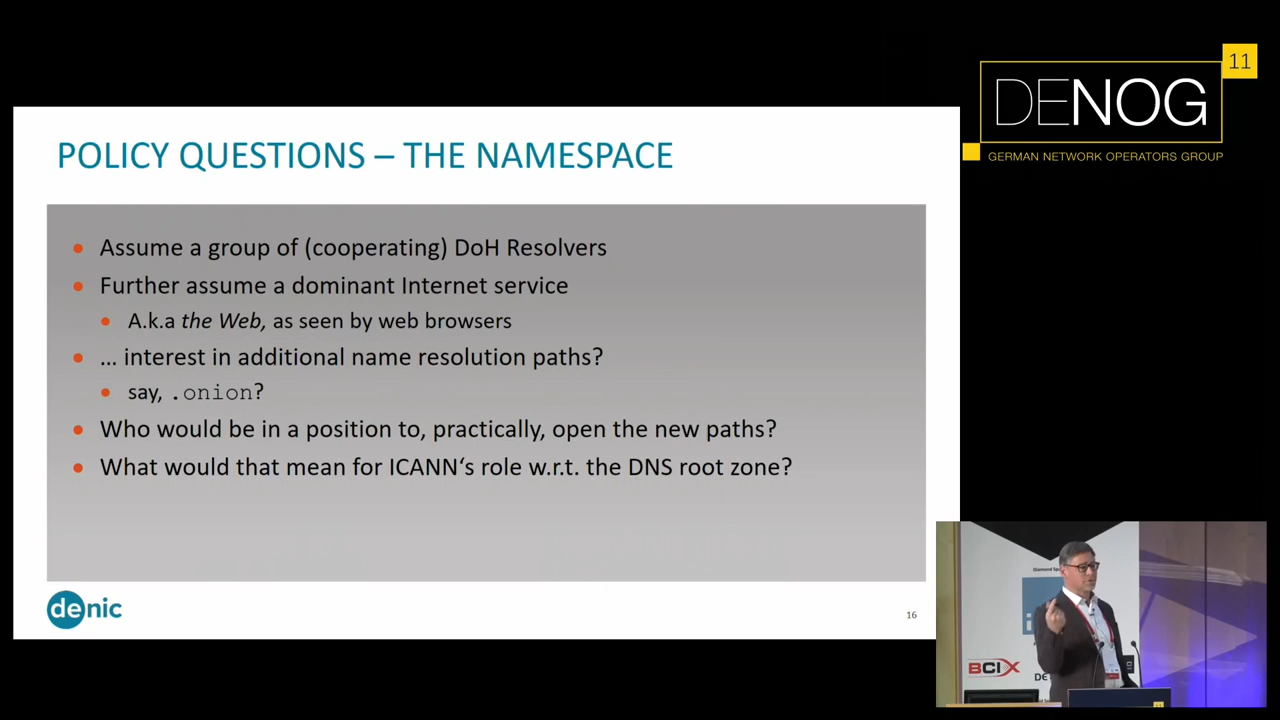 11
DENOG
GERMAN NETWORK OPERATORS GROUP
POLICY QUESTIONS – THE NAMESPACE
Assume a group of (cooperating) DoH Resolvers
Further assume a dominant Internet service
A.k.a the Web, as seen by web browsers
... interest in additional name resolution paths?
say, .onion?
Who would be in a position to, practically, open the new paths?
What would that mean for ICANN‘s role w.r.t. the DNS root zone?
denic
16
Diamond
BCIX